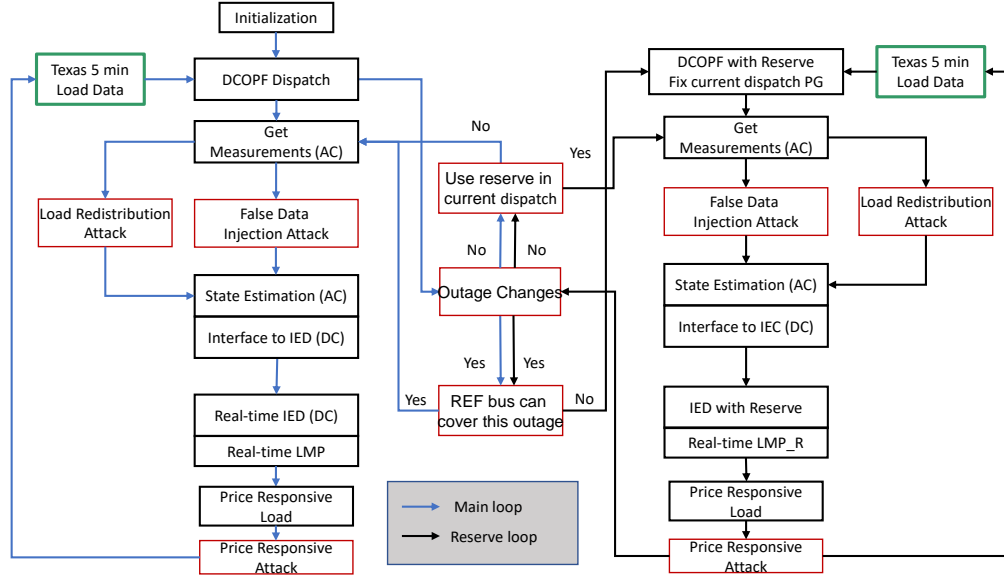 Initialization
Texas 5 min
Load Data
DCOPF Dispatch
Get
Measurements (AC)
Load Redistribution
Attack
False Data
Injection Attack
State Estimation (AC)
Interface to IED (DC)
Real-time IED (DC)
Real-time LMP
Price Responsive
Load
Price Responsive
Attack
No
Yes
Use reserve in
current dispatch
No
No
Outage Changes
Yes
Yes
Yes
REF bus can
cover this outage
No
Main loop
Reserve loop
DCOPF with Reserve
Fix current dispatch PG
Texas 5 min
Load Data
Get
Measurements (AC)
False Data
Injection Attack
Load Redistribution
Attack
State Estimation (AC)
Interface to IEC (DC)
IED with Reserve
Real-time LMP_R
Price Responsive
Load
Price Responsive
Attack